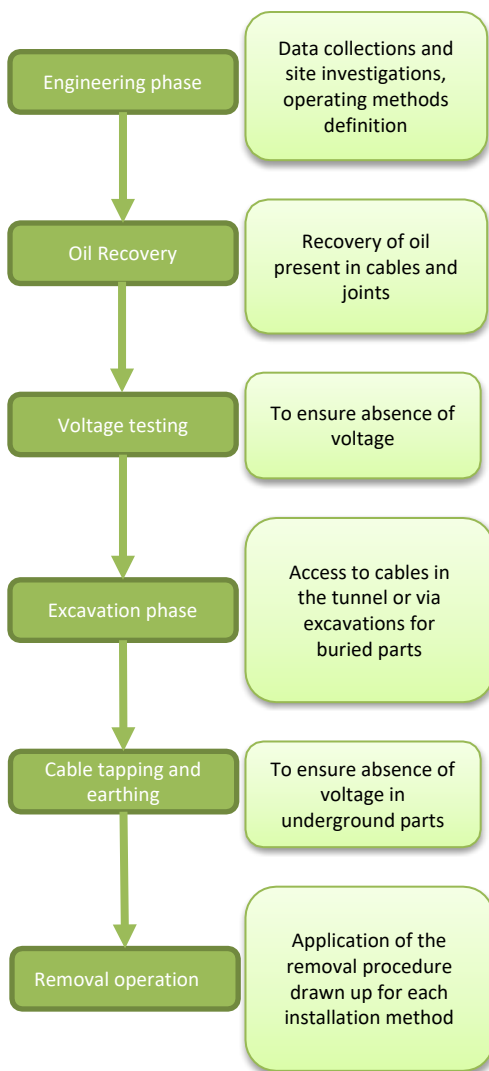 Engineering phase
Data collections and
site investigations,
operating methods
definition
Oil Recovery
Recovery of oil
present in cables and
joints
Voltage testing
To ensure absence of
voltage
Excavation phase
Access to cables in
the tunnel or via
excavations for
buried parts
Cable tapping and
earthing
To ensure absence of
voltage in
underground parts
Removal operation
Application of the
removal procedure
drawn up for each
installation method